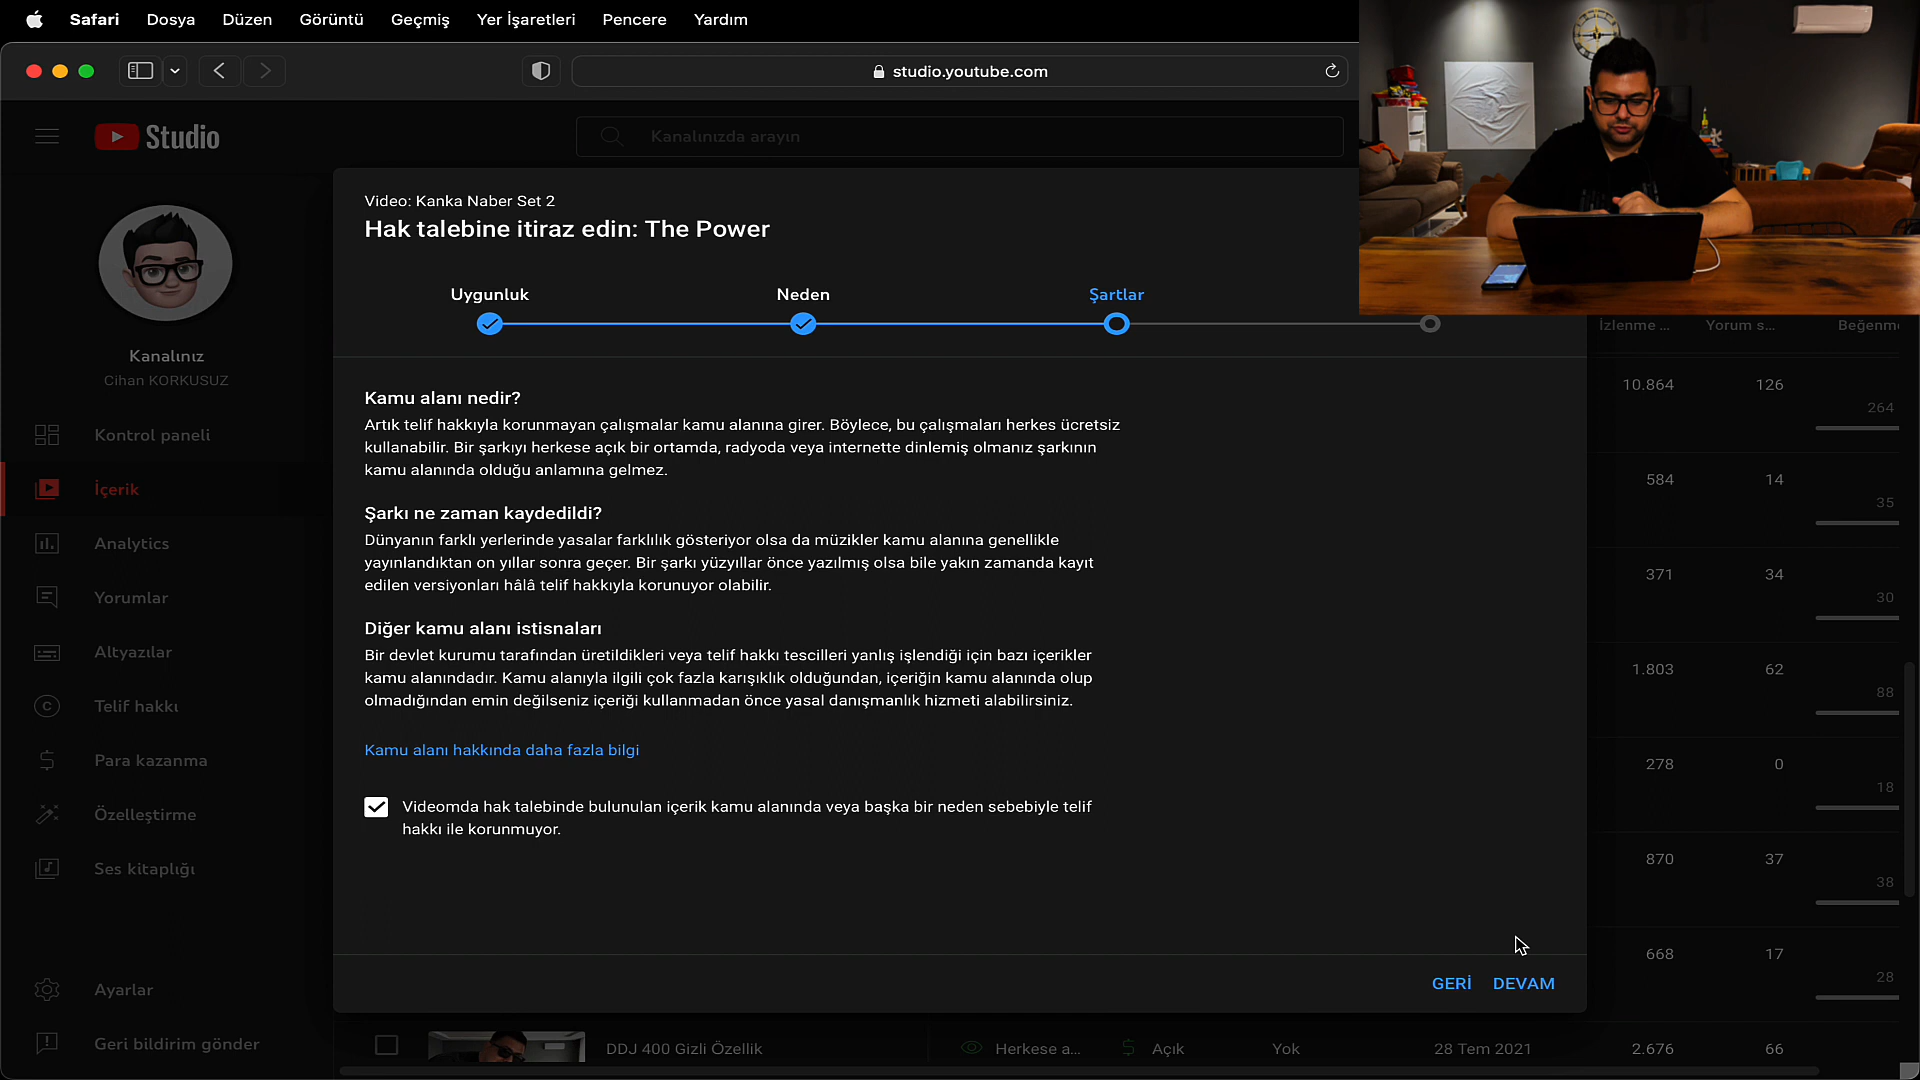 Safari Dosya Düzen Görüntü Geçmiş Yer İşaretleri Pencere Yardım
studio.youtube.com
Studio
Kanalınızda arayın
Video: Kanka Naber Set 2
Hak talebine itiraz edin: The Power
Uygunluk Neden Şartlar
İzlenme ... Yorum s... Beğenm
Kanalınız
Cihan KORKUSUZ
Kontrol paneli
İçerik
Analytics
Yorumlar
Altyazılar
Telif hakkı
Para kazanma
Özelleştirme
Ses kitaplığı
Ayarlar
Geri bildirim gönder
Kamu alanı nedir?
Artık telif hakkıyla korunmayan çalışmalar kamu alanına girer. Böylece, bu çalışmaları herkes ücretsiz
kullanabilir. Bir şarkıyı herkese açık bir ortamda, radyoda veya internette dinlemiş olmanız şarkının
kamu alanında olduğu anlamına gelmez.
Şarkı ne zaman kaydedildi?
Dünyanın farklı yerlerinde yasalar farklılık gösteriyor olsa da müzikler kamu alanına genellikle
yayınlandıktan on yıllar sonra geçer. Bir şarkı yüzyıllar önce yazılmış olsa bile yakın zamanda kayıt
edilen versiyonları hâlâ telif hakkıyla korunuyor olabilir.
Diğer kamu alanı istisnaları
Bir devlet kurumu tarafından üretildikleri veya telif hakkı tescilleri yanlış işlendiği için bazı içerikler
kamu alanındadır. Kamu alanıyla ilgili çok fazla karışıklık olduğundan, içeriğin kamu alanında olup
olmadığından emin değilseniz içeriği kullanmadan önce yasal danışmanlık hizmeti alabilirsiniz.
Kamu alanı hakkında daha fazla bilgi
Videomda hak talebinde bulunulan içerik kamu alanında veya başka bir neden sebebiyle telif
hakkı ile korunmuyor.
GERİ DEVAM
10.864 126
264
584 14
35
371 34
30
1.803 62
88
278 0
18
870 37
38
668 17
28
DDJ 400 Gizli Özellik Herkese a... Açık Yok 28 Tem 2021 2.676 66